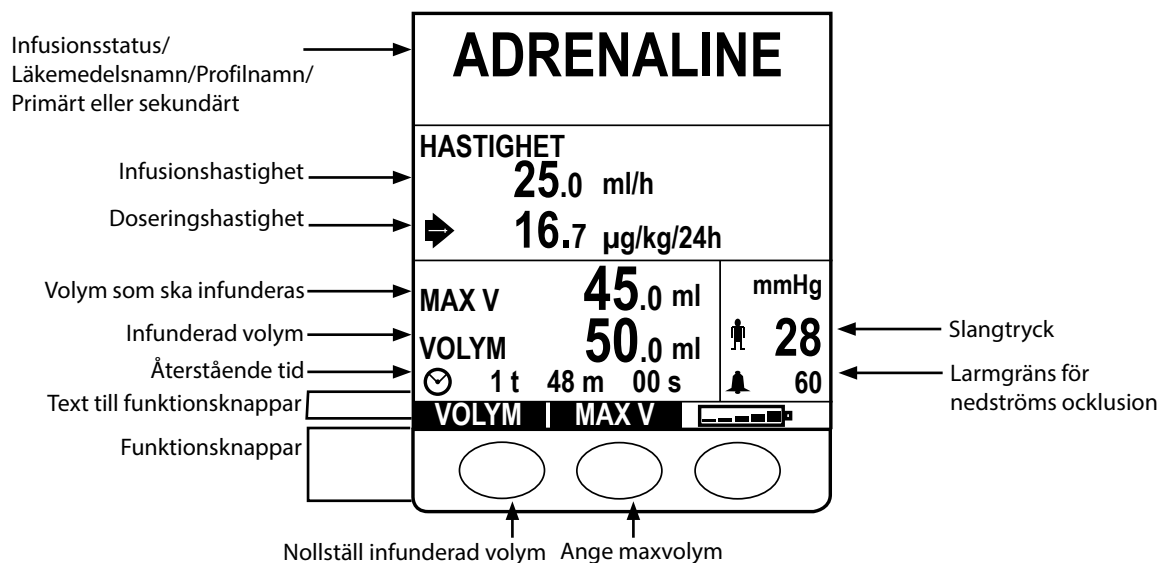 Infusionsstatus/
Läkemedelsnamn/Profilnamn/
Primärt eller sekundärt
ADRENALINE
HASTIGHET
Infusionshastighet
25.0 ml/h
Doseringshastighet
16.7 µg/kg/24h
Volym som ska infunderas
MAX V 45.0 ml
mmHg
Infunderad volym
VOLYM 50.0 ml
28
Slangtryck
Återstående tid
1 t 48 m 00 s
60
Larmgräns för
nedströms ocklusion
Text till funktionsknappar
VOLYM MAX V
Funktionsknappar
Nollställ infunderad volym Ange maxvolym